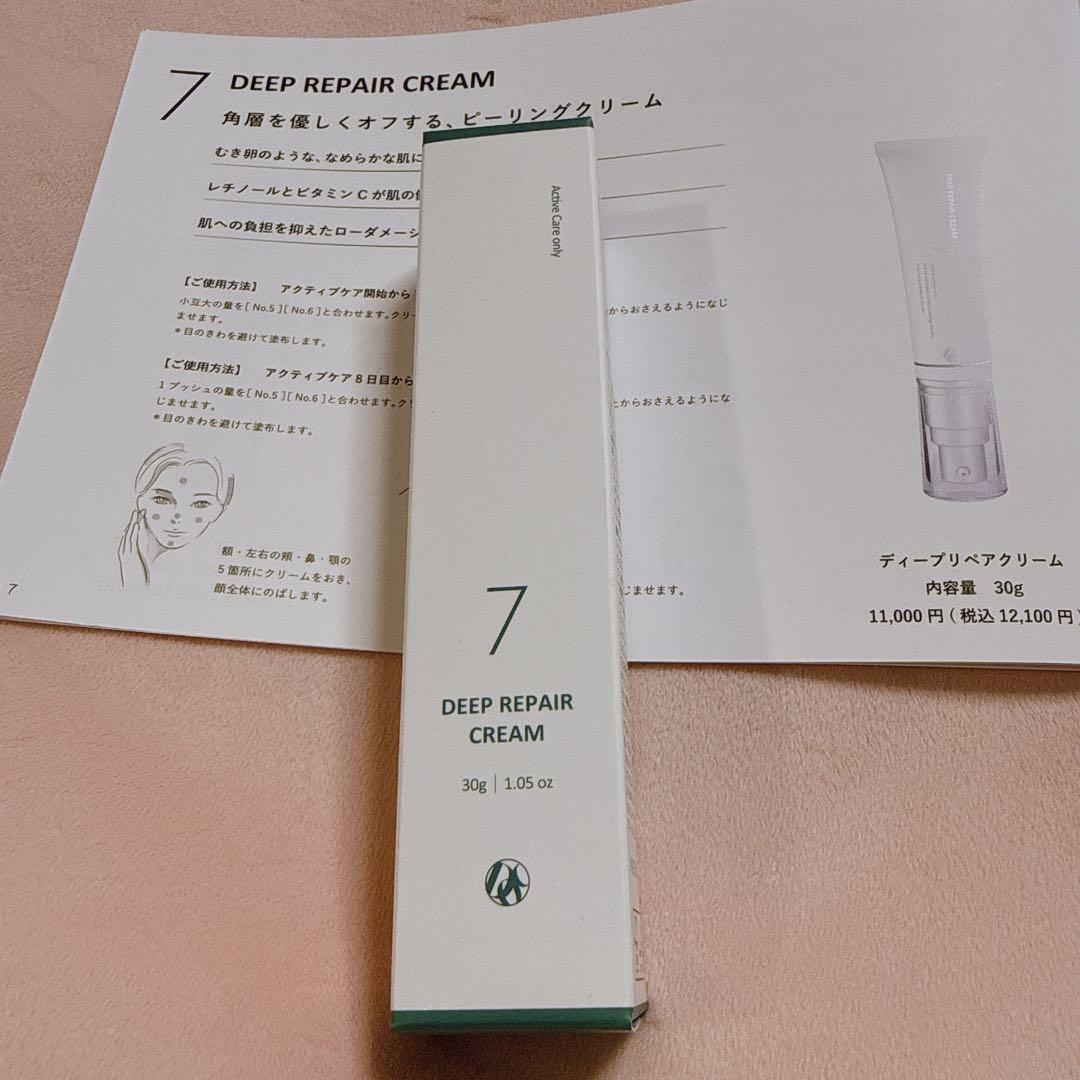 7 DEEP REPAIR CREAM
角層を優しくオフする、ピーリングクリーム
むき卵のような、なめらかな肌に
レチノールとビタミンCが肌の
肌への負担を抑えたローダメージ
【ご使用方法】 アクティブケア開始から
小豆大の量を[ No.5 ][ No.6 ]と合わせます。クリー
からおさえるようになじ
ませます。
*目のきわを避けて塗布します。
【ご使用方法】 アクティブケア8日目から
1プッシュの量を[ No.5 ][ No.6 ]と合わせます。ク
たからおさえるようにな
じませます。
*目のきわを避けて塗布します。
額・左右の頬・鼻・顎の
5箇所にクリームをおき、
顔全体にのばします。
じませます。
7
DEEP REPAIR CREAM
ディープリペアクリーム
内容量 30g
11,000円(税込12,100円)
Active Care only
7
DEEP REPAIR
CREAM
30g | 1.05 oz